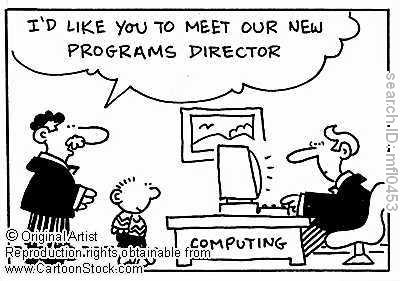 I'D LIKE YOU TO MEET OUR NEW
PROGRAMS DIRECTOR
COMPUTING
© Original Artist
Reproduction rights obtainable from
www.CartoonStock.com
search ID: mfl0453